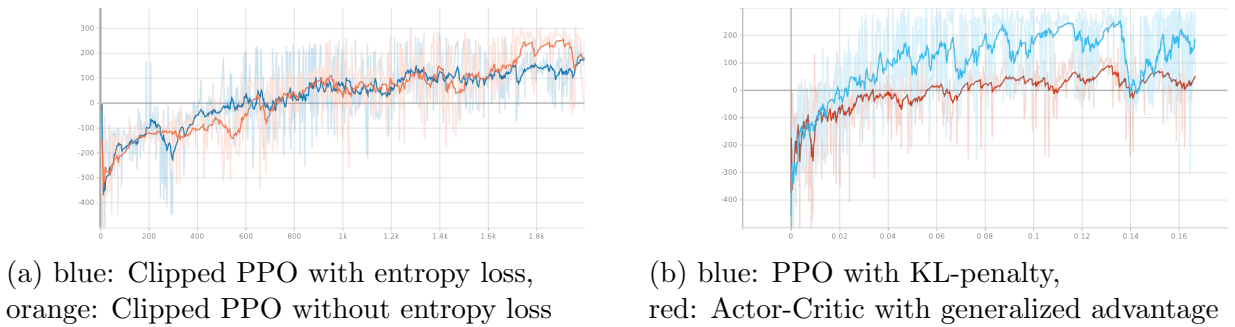 300
200
100
0
-100
-200
-300
-400
0 200 400 600 800 1k 1.2k 1.4k 1.6k 1.8k
200
100
0
-100
-200
-300
-400
0 0.02 0.04 0.06 0.08 0.1 0.12 0.14 0.16
(a) blue: Clipped PPO with entropy loss,
orange: Clipped PPO without entropy loss
(b) blue: PPO with KL-penalty,
red: Actor-Critic with generalized advantage